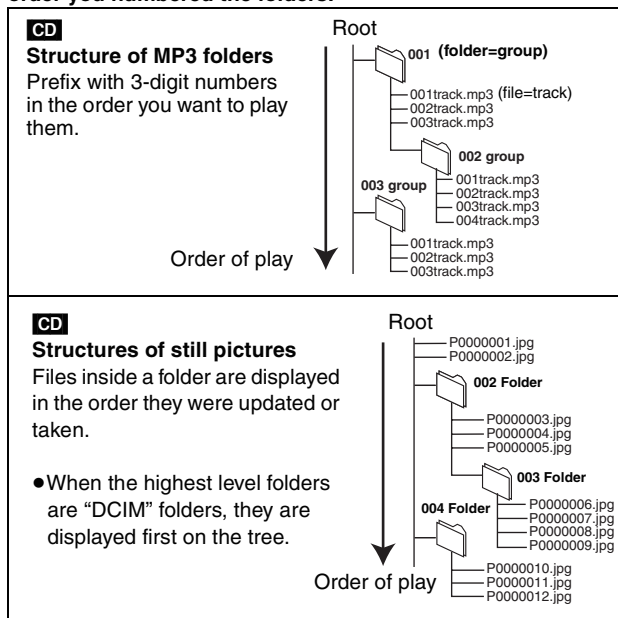 order you numbered the folders.
CD
Structure of MP3 folders
Prefix with 3-digit numbers
in the order you want to play
them.
Order of play
Root
001 (folder=group)
001track.mp3 (file=track)
002track.mp3
003track.mp3
002 group
001track.mp3
002track.mp3
003track.mp3
004track.mp3
003 group
001track.mp3
002track.mp3
003track.mp3
CD
Structures of still pictures
Files inside a folder are displayed
in the order they were updated or
taken.
●When the highest level folders
are “DCIM” folders, they are
displayed first on the tree.
Order of play
Root
P0000001.jpg
P0000002.jpg
002 Folder
P0000003.jpg
P0000004.jpg
P0000005.jpg
003 Folder
P0000006.jpg
P0000007.jpg
P0000008.jpg
P0000009.jpg
004 Folder
P0000010.jpg
P0000011.jpg
P0000012.jpg